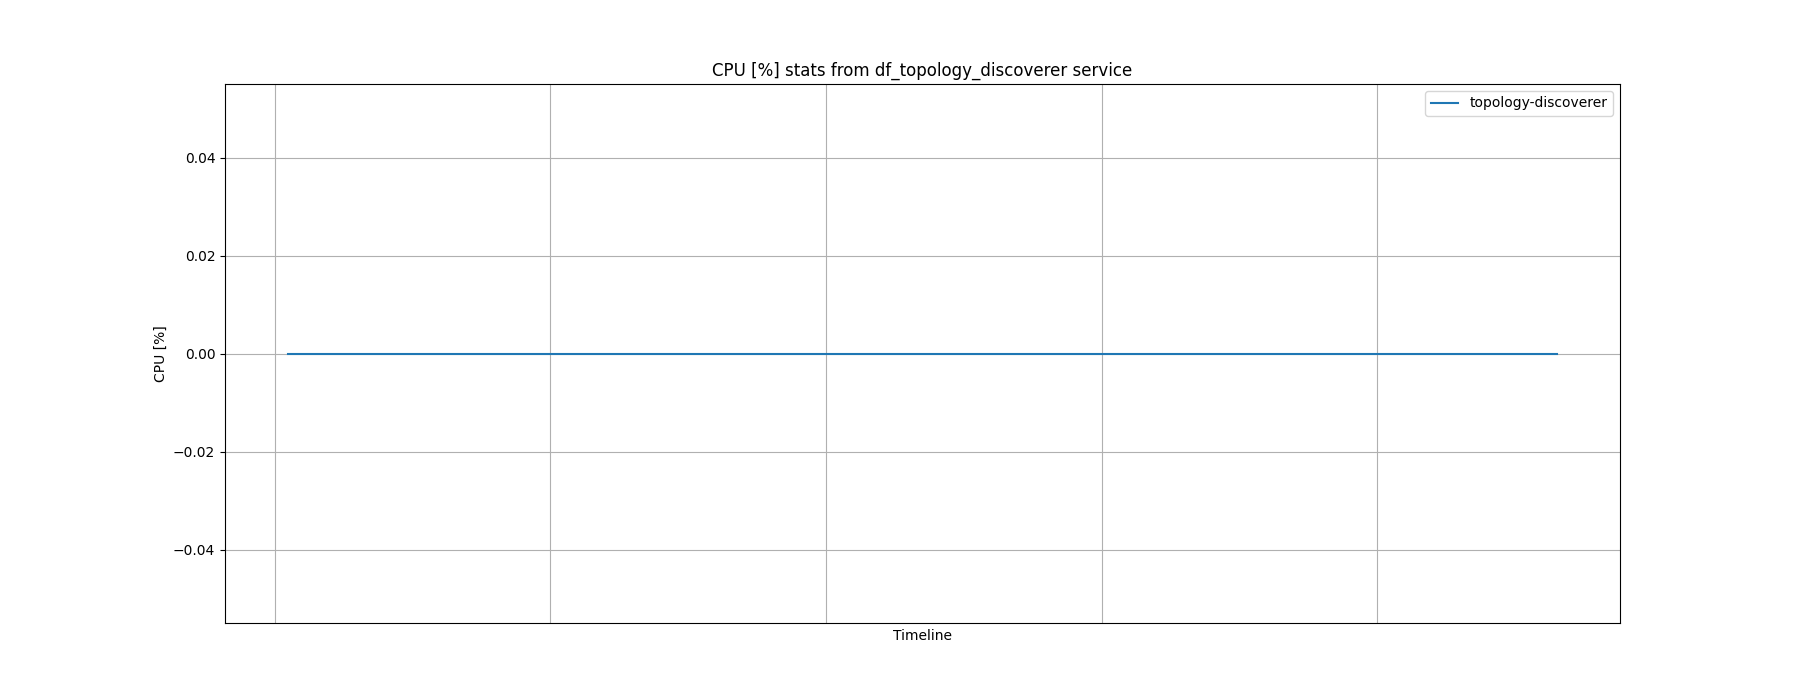 CPU [%] stats from df_topology_discoverer service
topology-discoverer
0.04
0.02
0.00
−0.02
−0.04
CPU [%]
Timeline